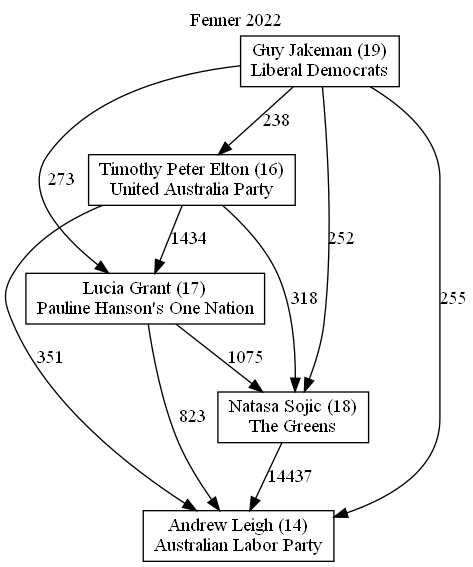 Fenner 2022
Guy Jakeman (19)
Liberal Democrats
238
Timothy Peter Elton (16)
United Australia Party
273
1434
252
Lucia Grant (17)
Pauline Hanson's One Nation
318
255
351
1075
823
Natasa Sojic (18)
The Greens
14437
Andrew Leigh (14)
Australian Labor Party